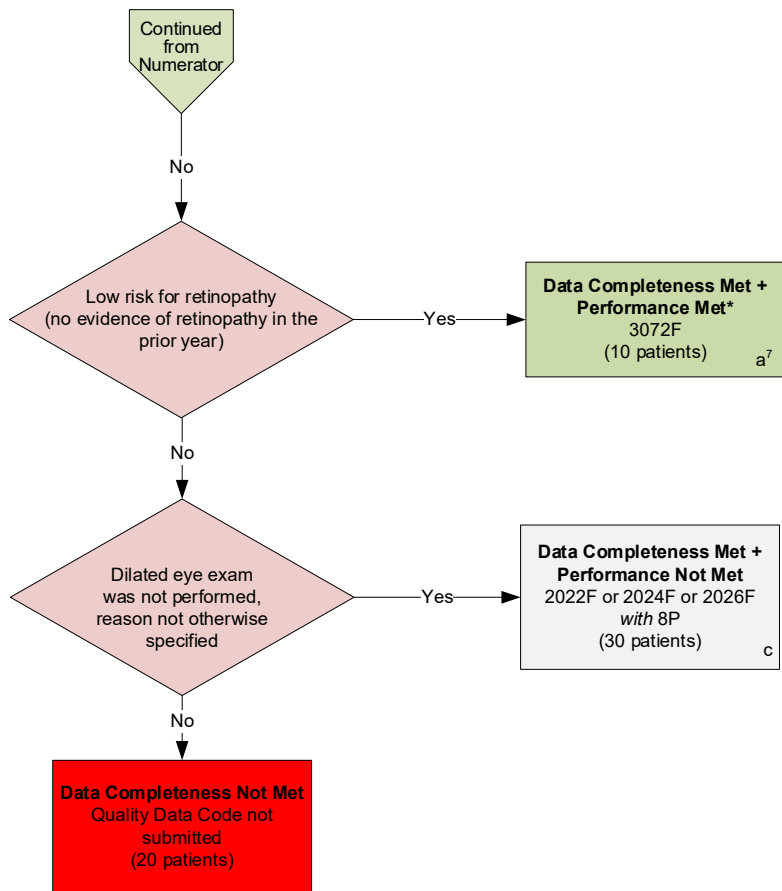 Continued
from
Numerator
No
Low risk for retinopathy
(no evidence of retinopathy in the
prior year)
Yes
Data Completeness Met +
Performance Met*
3072F
(10 patients)
a⁷
No
Dilated eye exam
was not performed,
reason not otherwise
specified
Yes
Data Completeness Met +
Performance Not Met
2022F or 2024F or 2026F
with 8P
(30 patients)
c
No
Data Completeness Not Met
Quality Data Code not
submitted
(20 patients)